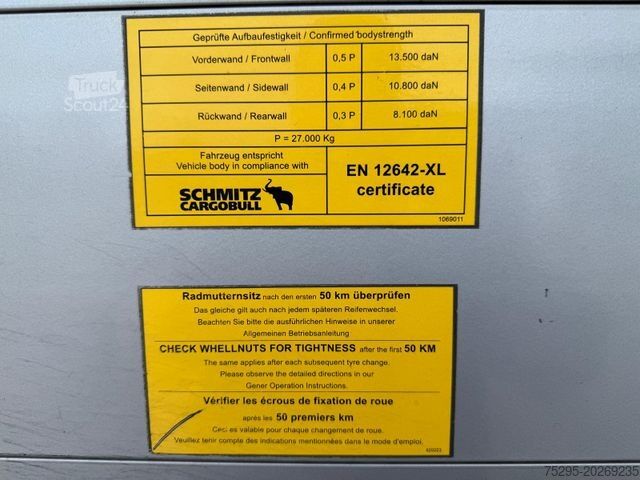 Geprüfte Aufbaufestigkeit / Confirmed bodystrength
Vorderwand / Frontwall 0,5 P 13.500 daN
Seitenwand / Sidewall 0,4 P 10.800 daN
Rückwand / Rearwall 0,3 P 8.100 daN
P = 27.000 Kg
Fahrzeug entspricht
Vehicle body in compliance with
SCHMITZ
CARGOBULL
EN 12642-XL
certificate
1069011
Truck
Scout24
Radmutternsitz nach den ersten 50 km überprüfen
Das gleiche gilt auch nach jedem späteren Reifenwechsel.
Beachten Sie bitte die ausführlichen Hinweise in unserer
Allgemeinen Betriebsanleitung
CHECK WHELLNUTS FOR TIGHTNESS after the first 50 KM
The same applies after each subsequent tyre change.
Please observe the detailed directions in our
Gener Operation Instructions.
Vérifier les écrous de fixation de roue
après les 50 premiers km
Ceci es valable pour chaque changement de roue.
Veuillez tenir compte des indications mentionnées dans le mode d'emploi.
75295-20269235